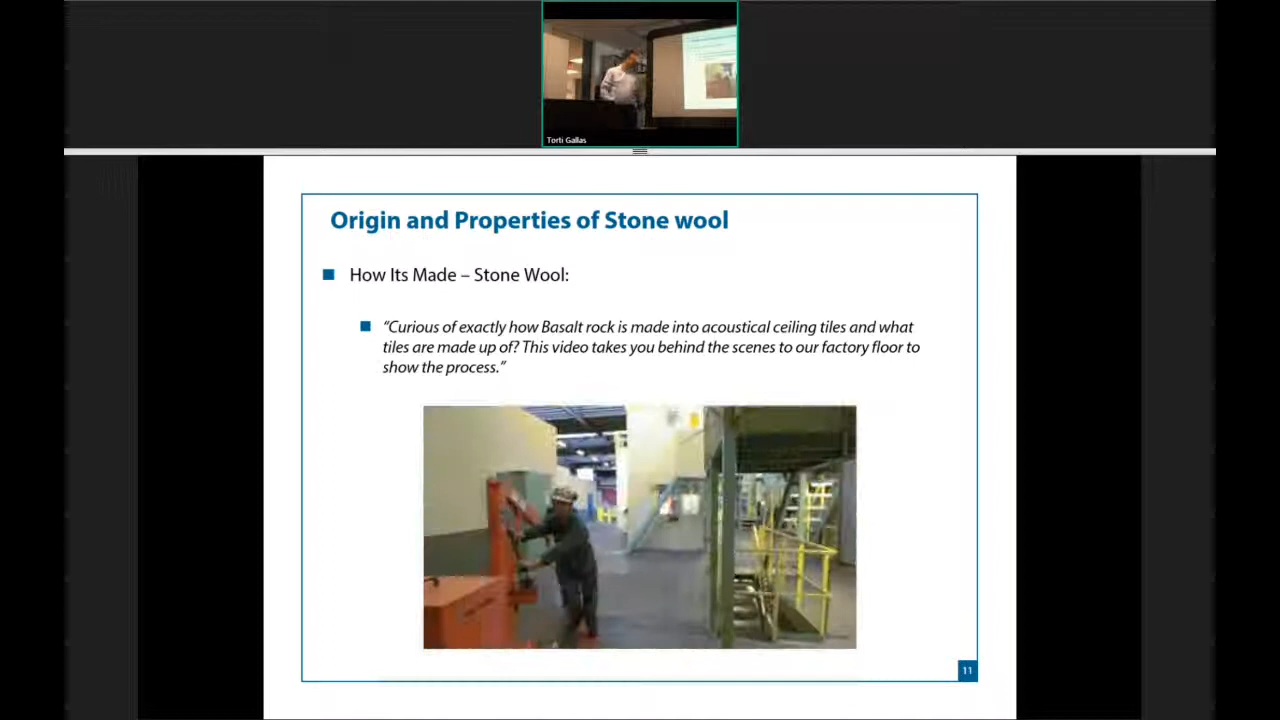 Torti Gallas
Origin and Properties of Stone wool
How Its Made – Stone Wool:
“Curious of exactly how Basalt rock is made into acoustical ceiling tiles and what
tiles are made up of? This video takes you behind the scenes to our factory floor to
show the process.”
11